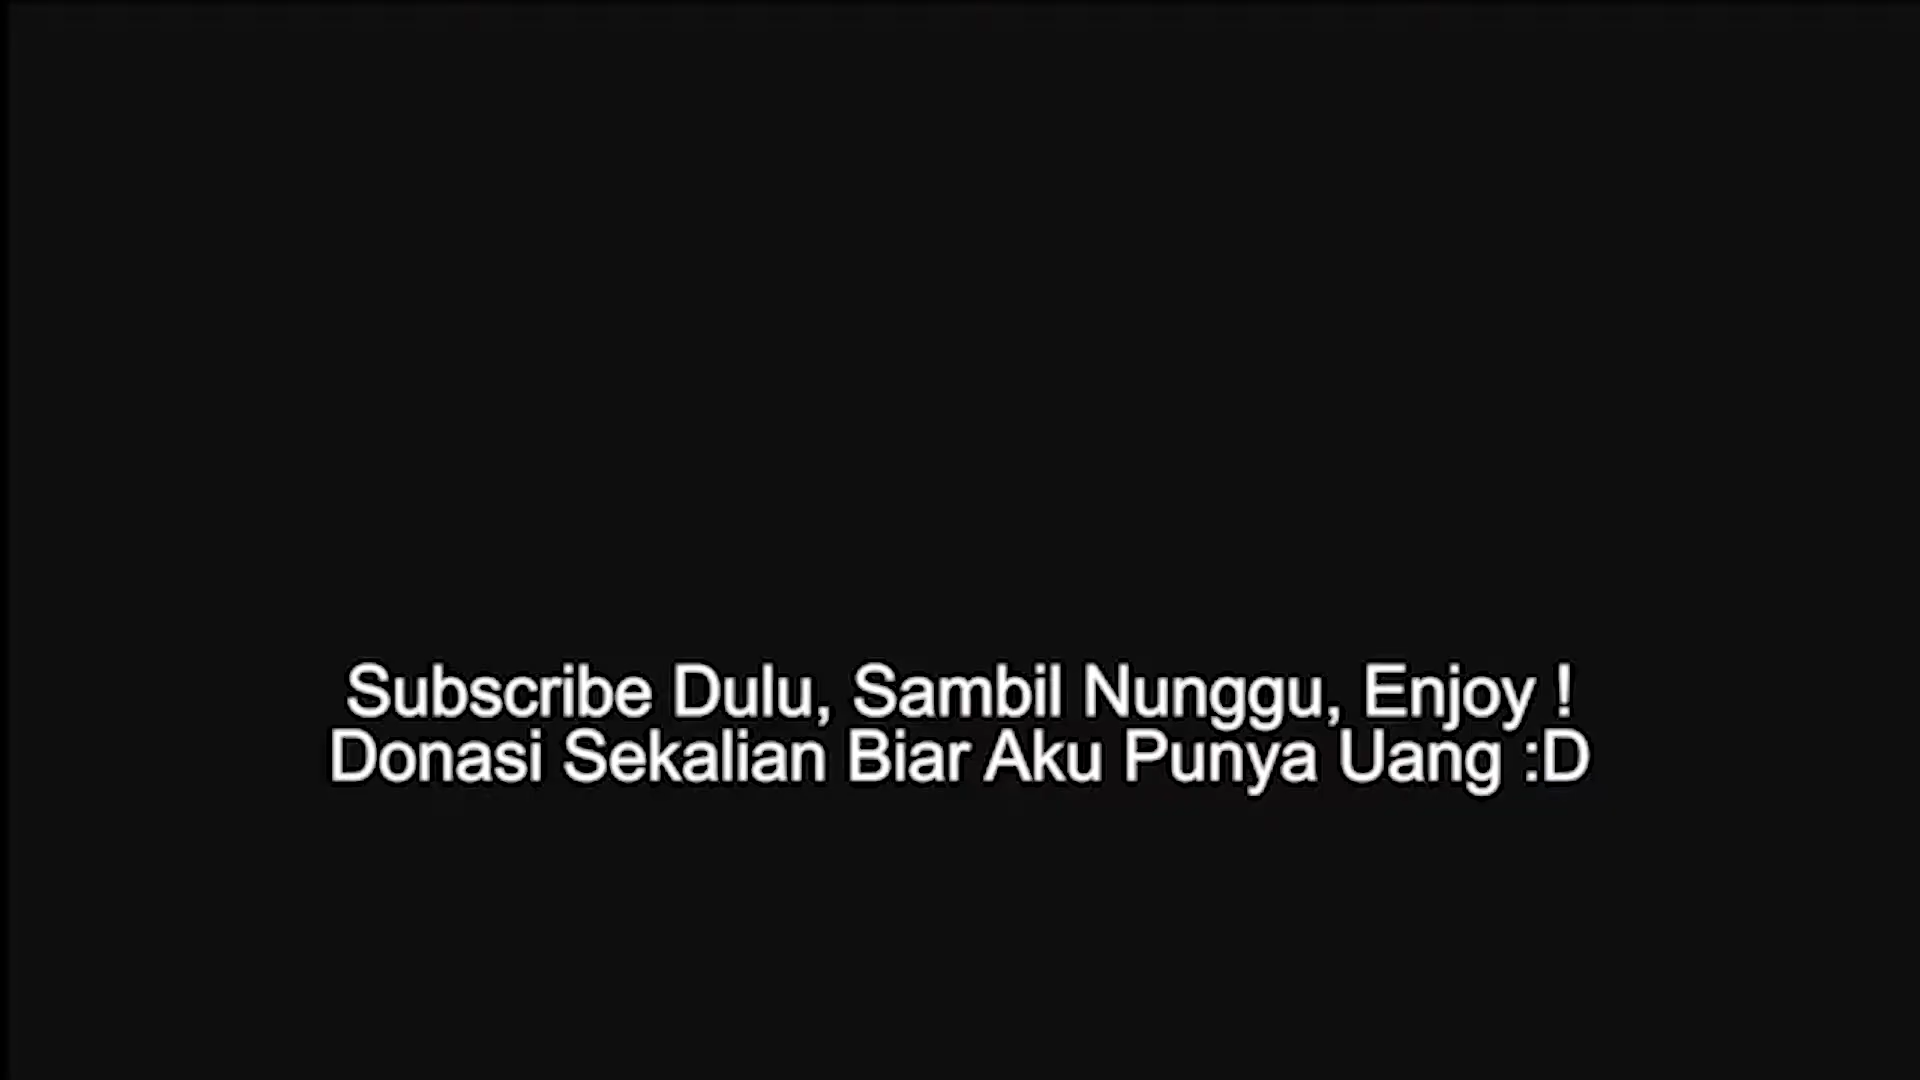 Subscribe Dulu, Sambil Nunggu, Enjoy !
Donasi Sekalian Biar Aku Punya Uang :D